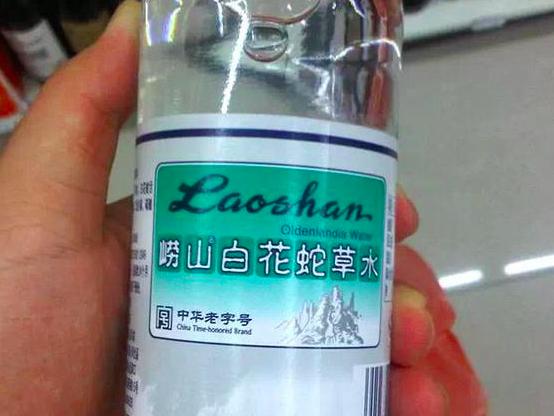 Laoshan
Oldenlandia Water
崂山白花蛇草水
中华老字号
China Time-honored Brand